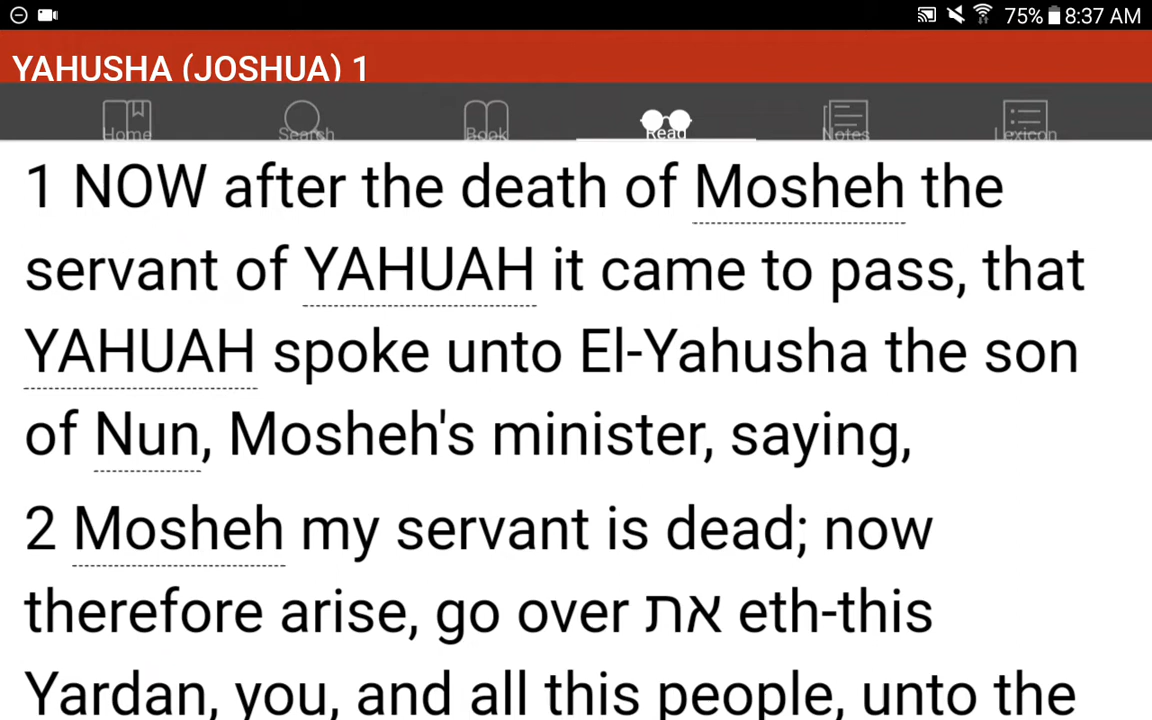 75% 8:37 AM
YAHUSHA (JOSHUA) 1
Home Search Book Read Notes Lexicon
1 NOW after the death of Mosheh the
servant of YAHUAH it came to pass, that
YAHUAH spoke unto El-Yahusha the son
of Nun, Mosheh's minister, saying,
2 Mosheh my servant is dead; now
therefore arise, go over את eth-this
Yardan, you, and all this people, unto the